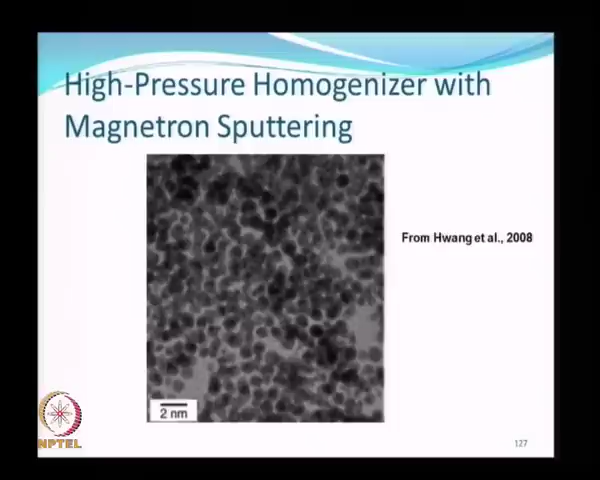 High-Pressure Homogenizer with
Magnetron Sputtering
From Hwang et al., 2008
2 nm
NPTEL
127